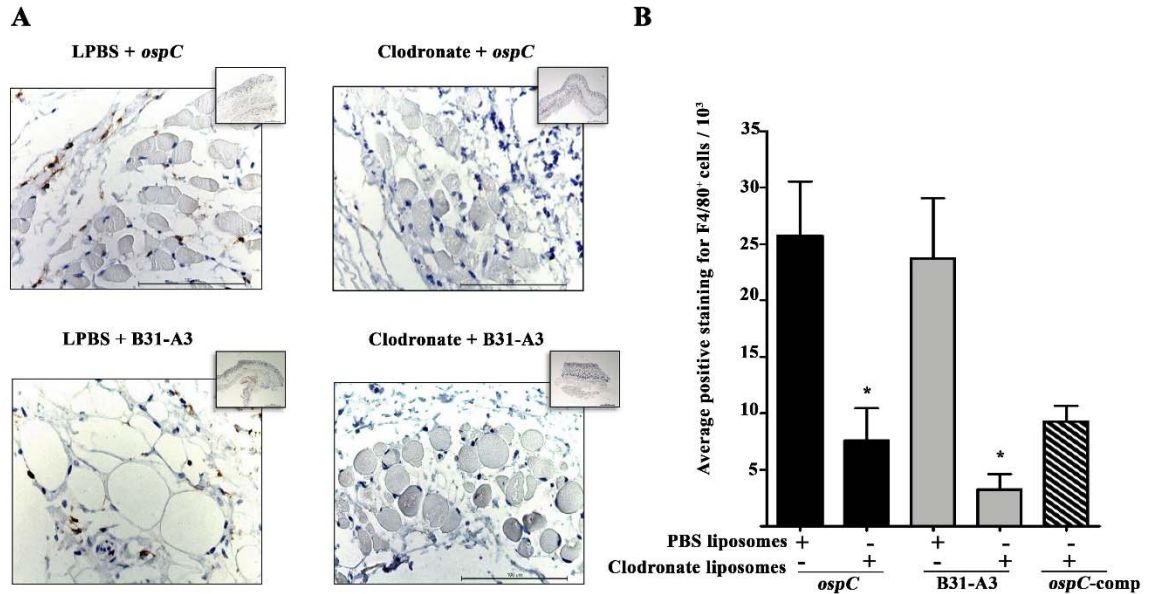 A
B
LPBS + ospC
Clodronate + ospC
LPBS + B31-A3
Clodronate + B31-A3
Average positive staining for F4/80⁺ cells / 10³
35
30
25
20
15
10
5
*
*
PBS liposomes + - + - -
Clodronate liposomes - + - + +
ospC B31-A3 ospC-comp